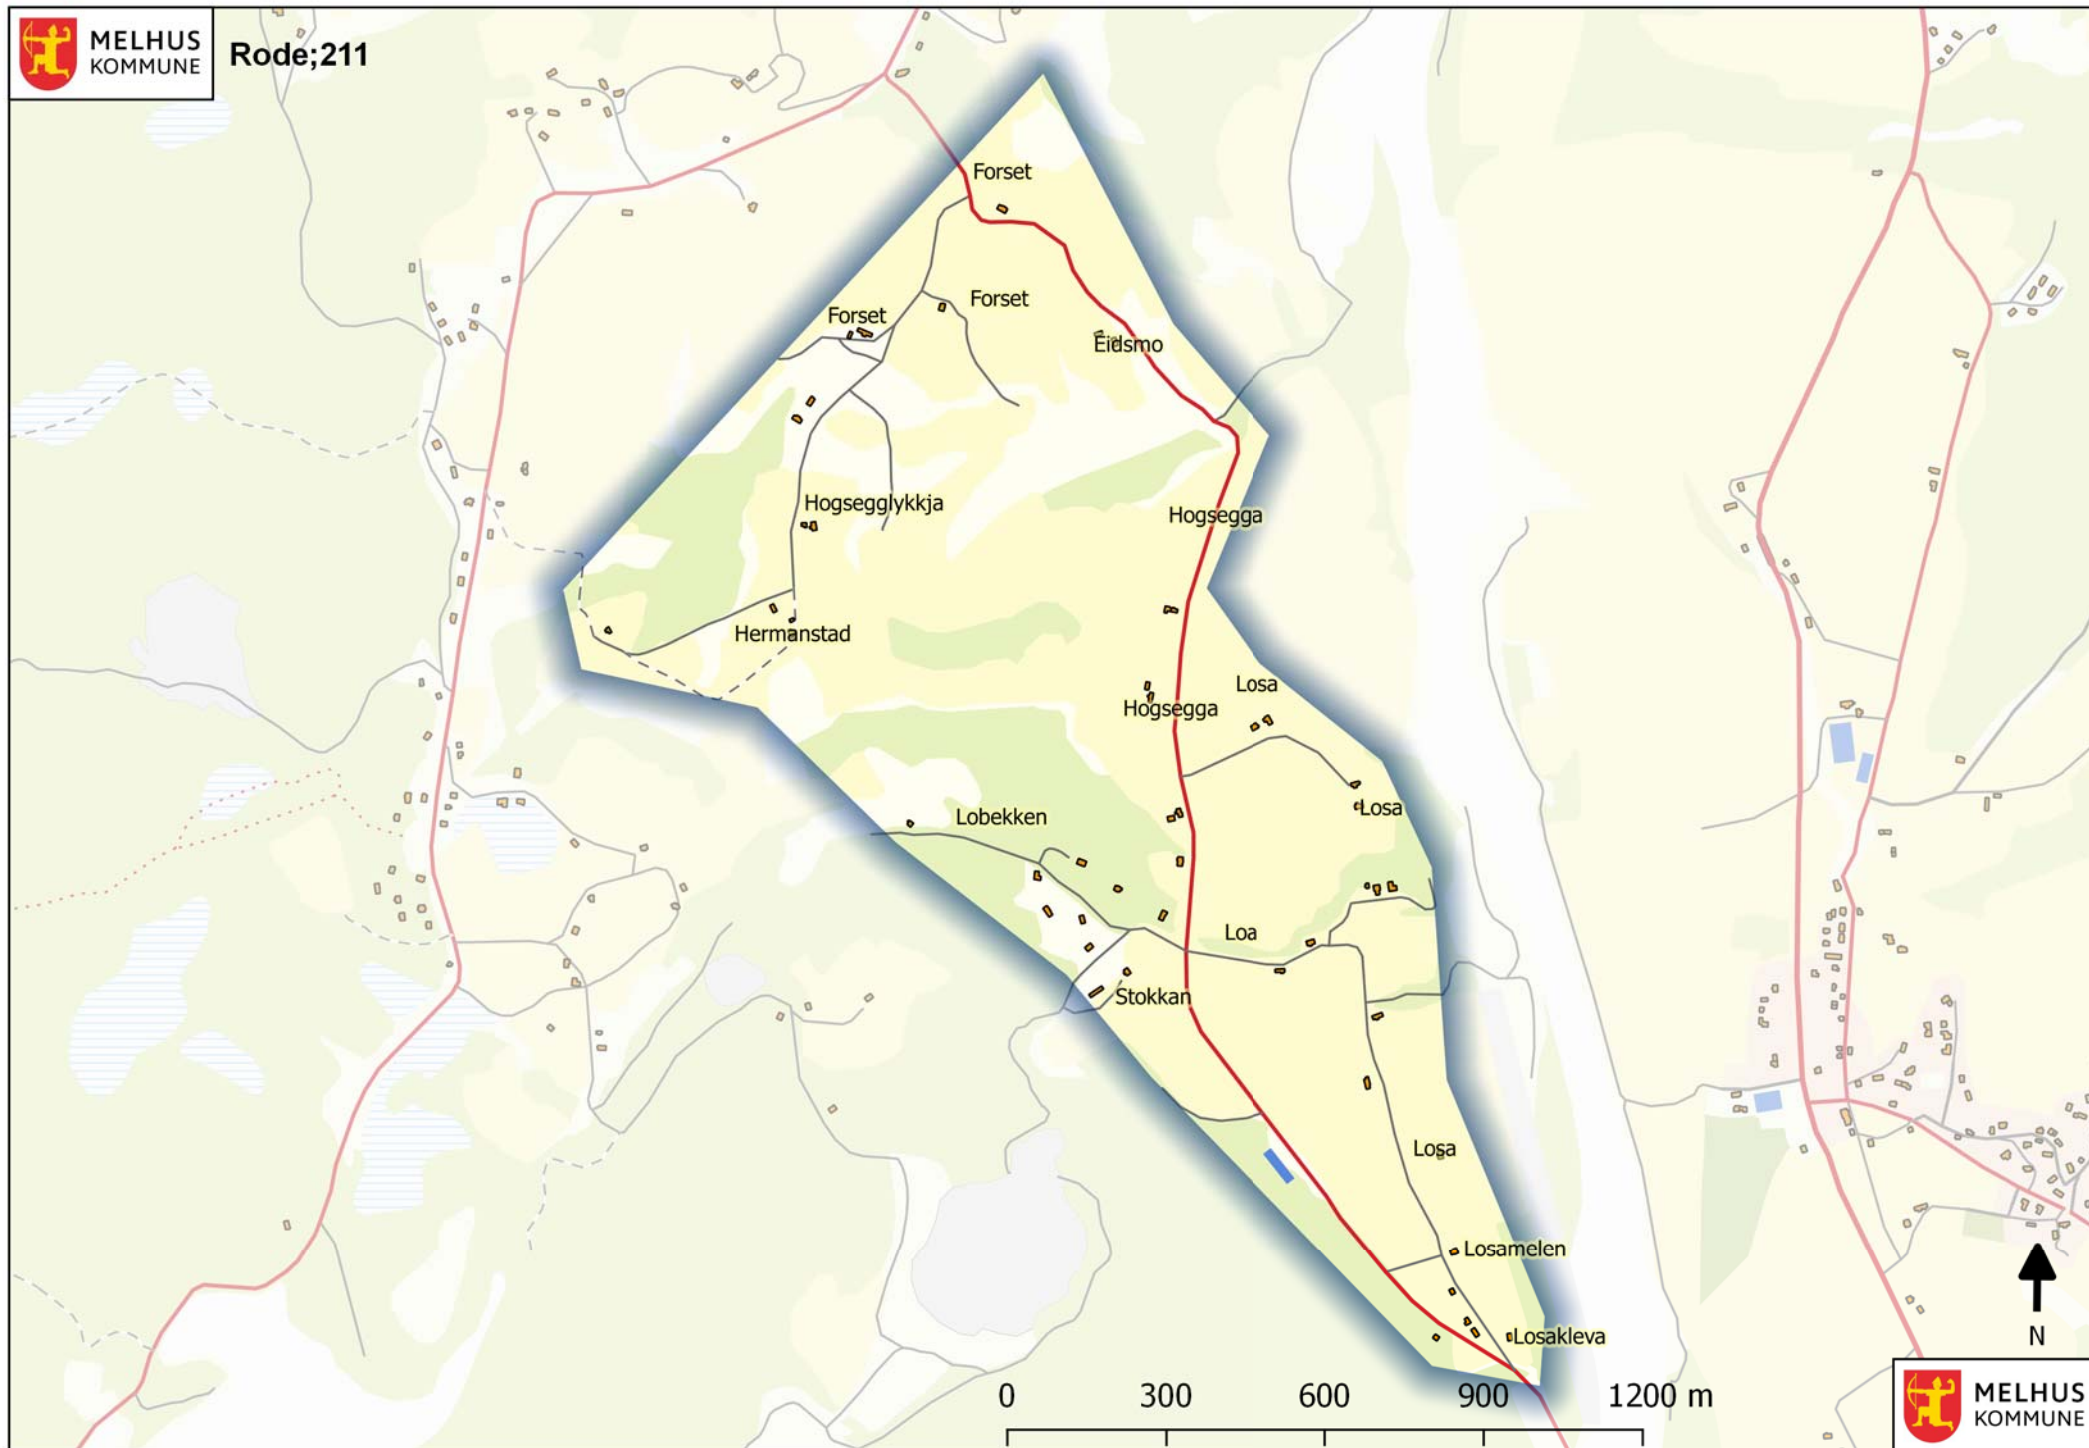 MELHUS
KOMMUNE
Rode;211
Forset
Forset
Forset
Eidsmo
Hogsegglykkja
Hogsegga
Hermanstad
Losa
Hogsegga
Losa
Lobekken
Loa
Stokkan
Losa
Losamelen
Losakleva
N
0 300 600 900 1200 m
MELHUS
KOMMUNE